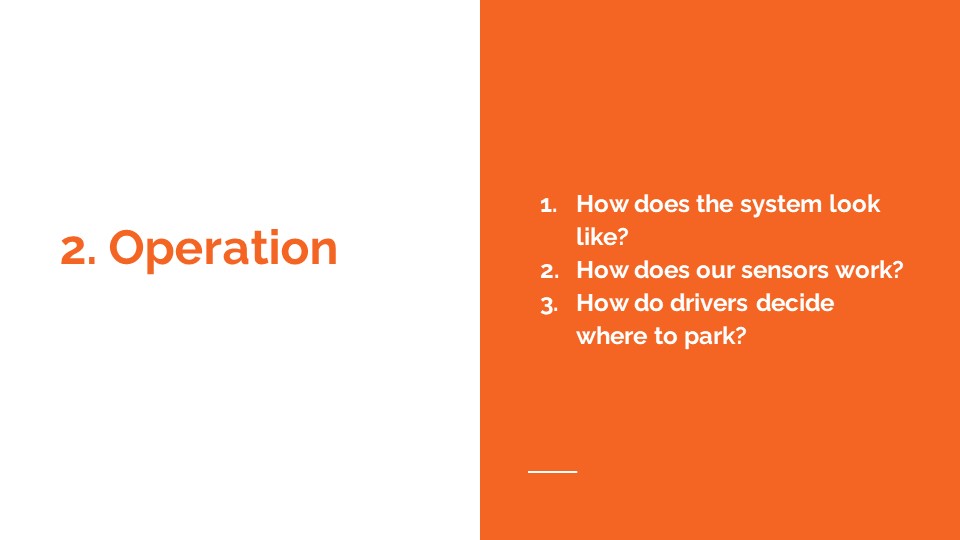 2. Operation
1. How does the system look
like?
2. How does our sensors work?
3. How do drivers decide
where to park?